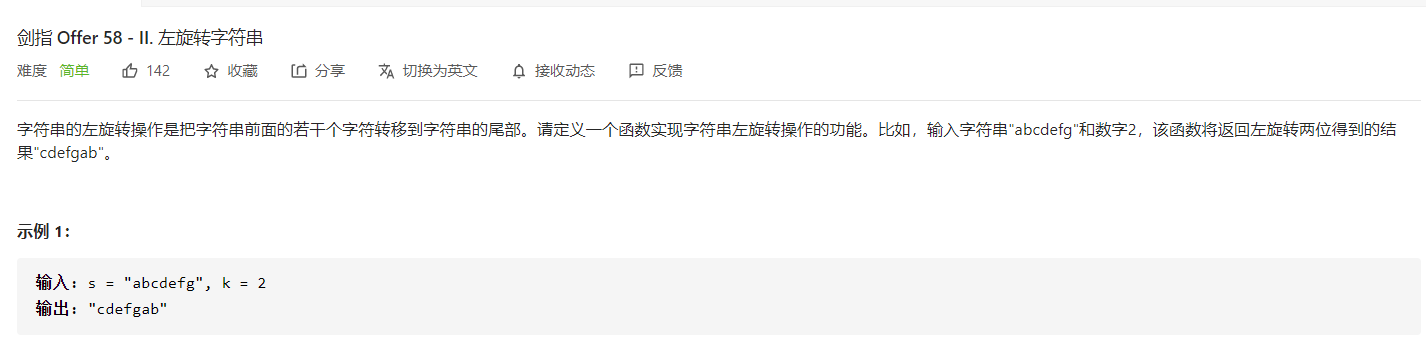 剑指 Offer 58 - II. 左旋转字符串
难度 简单 142 收藏 分享 切换为英文 接收动态 反馈
字符串的左旋转操作是把字符串前面的若干个字符转移到字符串的尾部。请定义一个函数实现字符串左旋转操作的功能。比如，输入字符串"abcdefg"和数字2，该函数将返回左旋转两位得到的结
果"cdefgab"。
示例 1：
输入：s = "abcdefg", k = 2
输出："cdefgab"